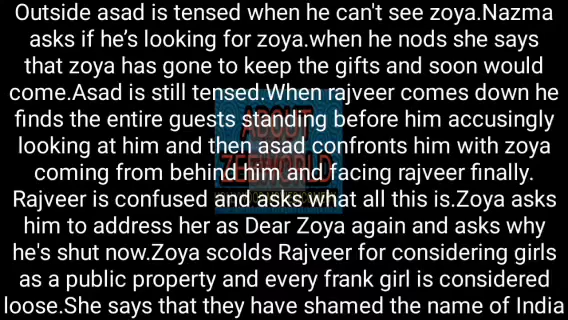 Outside asad is tensed when he can't see zoya.Nazma
asks if he’s looking for zoya.when he nods she says
that zoya has gone to keep the gifts and soon would
come.Asad is still tensed.When rajveer comes down he
finds the entire guests standing before him accusingly
looking at him and then asad confronts him with zoya
coming from behind him and facing rajveer finally.
Rajveer is confused and asks what all this is.Zoya asks
him to address her as Dear Zoya again and asks why
he's shut now.Zoya scolds Rajveer for considering girls
as a public property and every frank girl is considered
loose.She says that they have shamed the name of India
ABOUT
ZEEWORLD